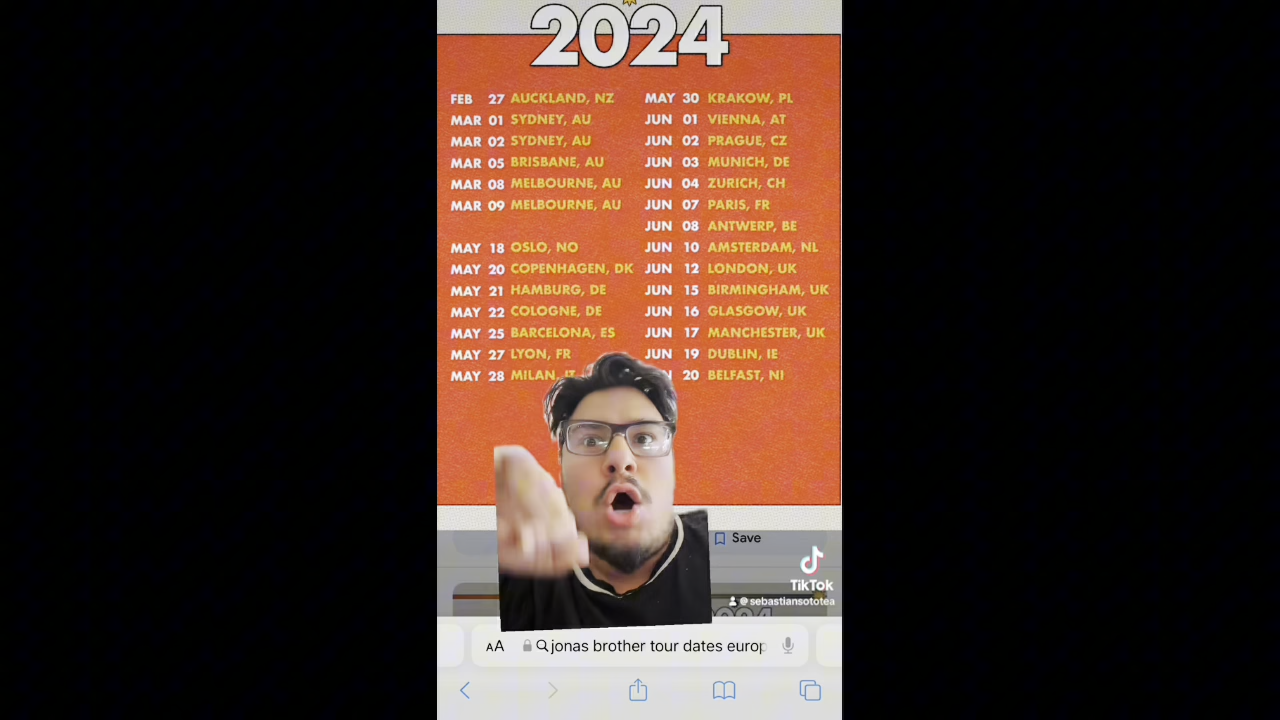 2024
FEB 27 AUCKLAND, NZ
MAR 01 SYDNEY, AU
MAR 02 SYDNEY, AU
MAR 05 BRISBANE, AU
MAR 08 MELBOURNE, AU
MAR 09 MELBOURNE, AU
MAY 18 OSLO, NO
MAY 20 COPENHAGEN, DK
MAY 21 HAMBURG, DE
MAY 22 COLOGNE, DE
MAY 25 BARCELONA, ES
MAY 27 LYON, FR
MAY 28 MILAN, IT
MAY 30 KRAKOW, PL
JUN 01 VIENNA, AT
JUN 02 PRAGUE, CZ
JUN 03 MUNICH, DE
JUN 04 ZURICH, CH
JUN 07 PARIS, FR
JUN 08 ANTWERP, BE
JUN 10 AMSTERDAM, NL
JUN 12 LONDON, UK
JUN 15 BIRMINGHAM, UK
JUN 16 GLASGOW, UK
JUN 17 MANCHESTER, UK
JUN 19 DUBLIN, IE
20 BELFAST, NI
Save
TikTok
@sebastiansototea
AA jonas brother tour dates europ